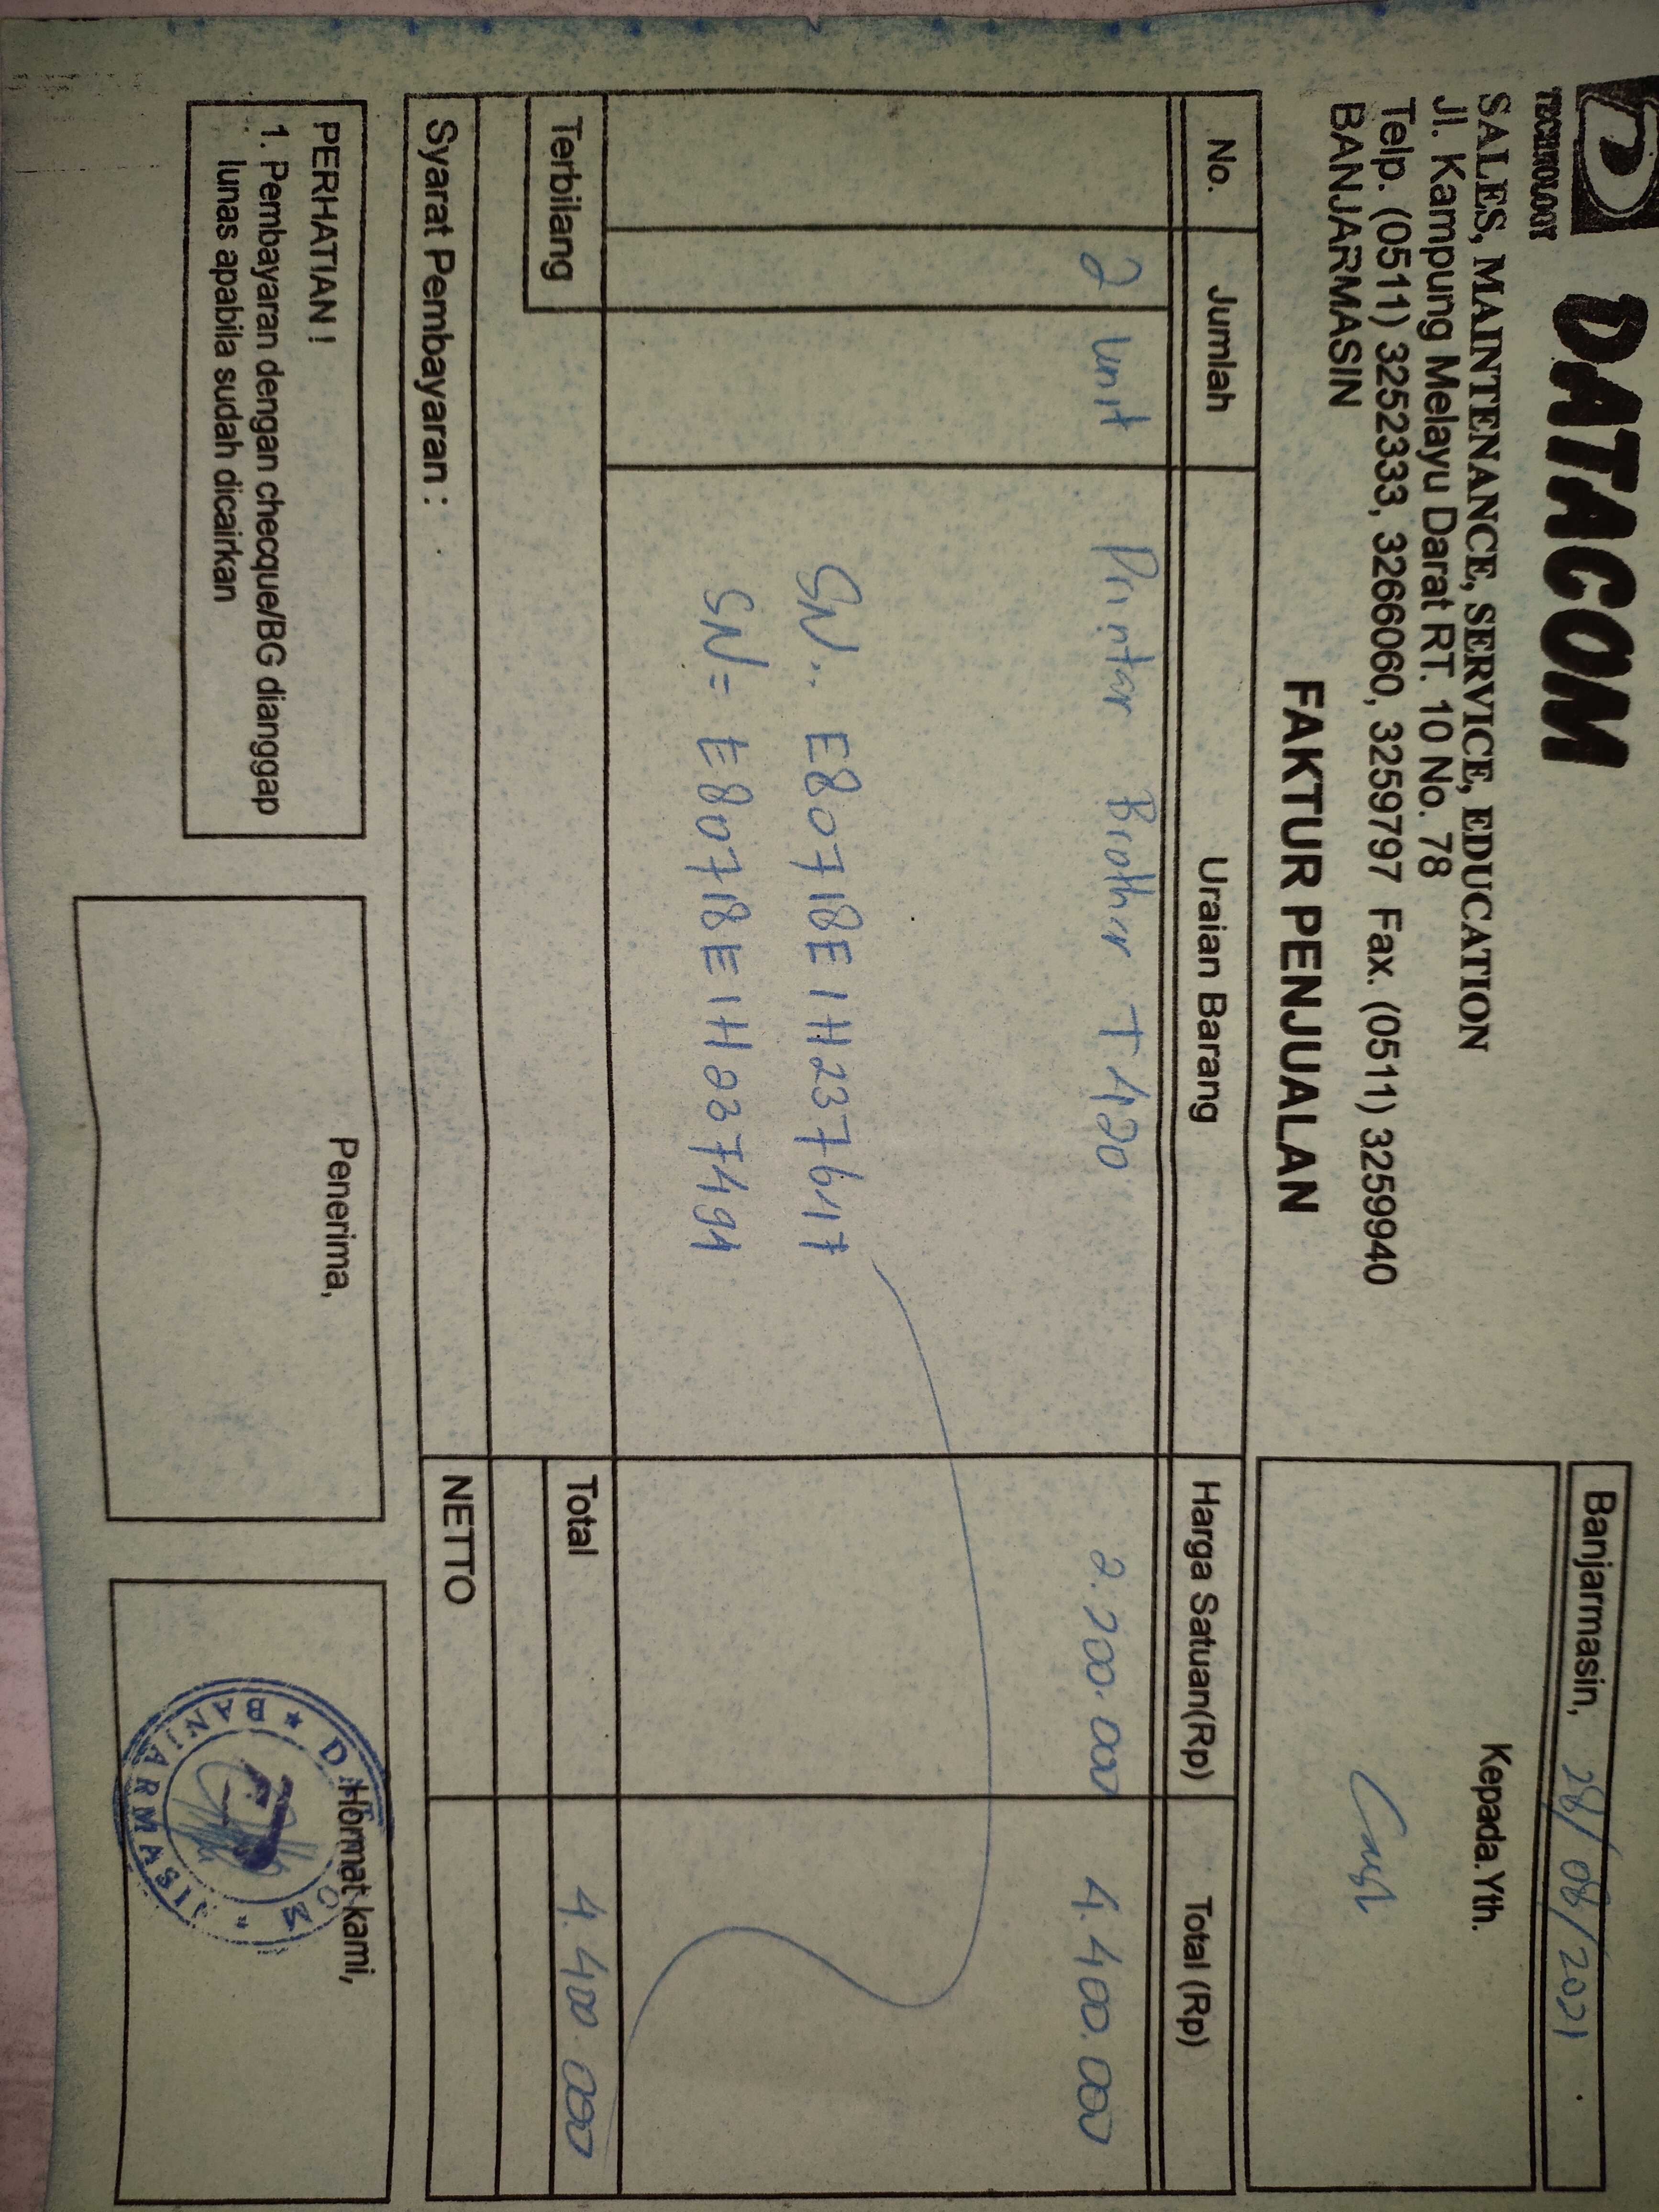 DATACOM
TECHNOLOGY
SALES, MAINTENANCE, SERVICE, EDUCATION
Jl. Kampung Melayu Darat RT. 10 No. 78
Telp. (0511) 3252333, 3266060, 3259797 Fax. (0511) 3259940
BANJARMASIN
Banjarmasin, 28/08/2021
Kepada.Yth.
Cash
FAKTUR PENJUALAN
No. Jumlah Uraian Barang Harga Satuan(Rp) Total (Rp)
2 unit Printer Brother T420 2.200.000 4.400.000
SN: E80718E1H237647
SN= E80718E1H237491
Terbilang Total 4.400.000
Syarat Pembayaran : NETTO
PERHATIAN !
1. Pembayaran dengan checque/BG dianggap
lunas apabila sudah dicairkan
Penerima,
Hormat kami,
BANJARMASIN